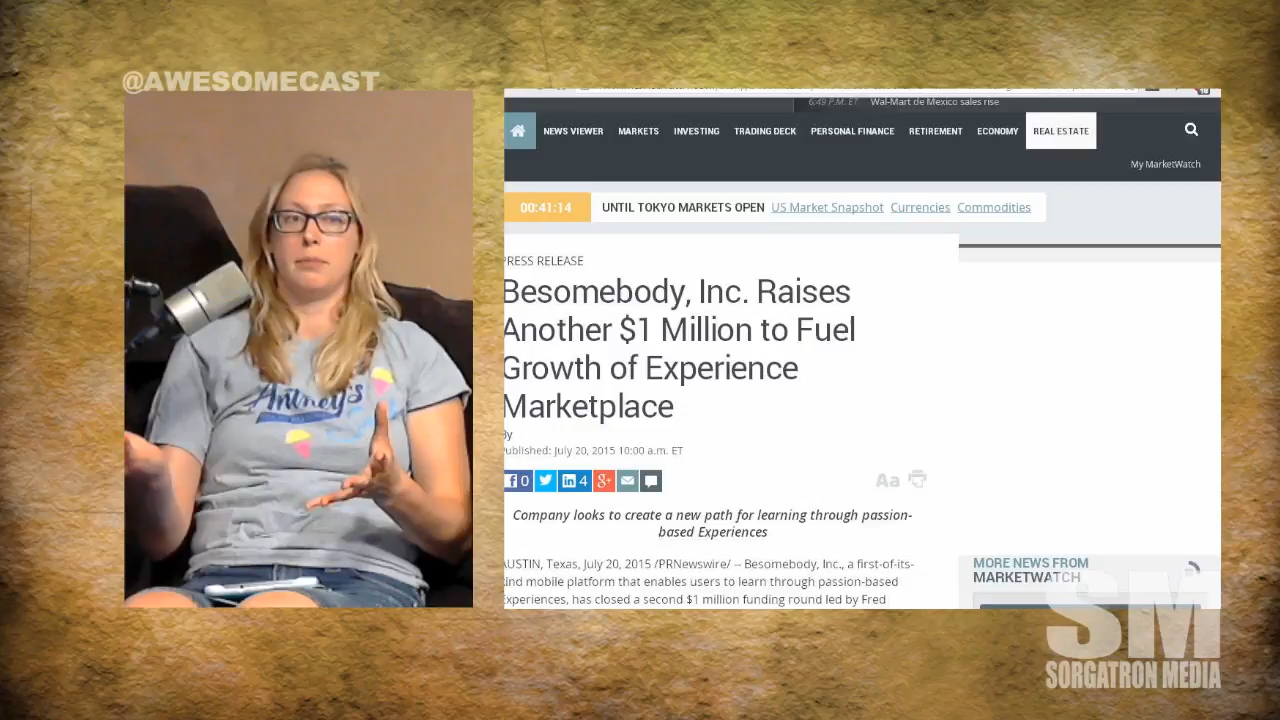 @AWESOMECAST
6:49 P.M. ET Wal-Mart de Mexico sales rise
NEWS VIEWER MARKETS INVESTING TRADING DECK PERSONAL FINANCE RETIREMENT ECONOMY REAL ESTATE
My MarketWatch
00:41:14 UNTIL TOKYO MARKETS OPEN US Market Snapshot Currencies Commodities
PRESS RELEASE
Besomebody, Inc. Raises
Another $1 Million to Fuel
Growth of Experience
Marketplace
By
Published: July 20, 2015 10:00 a.m. ET
0 4 g+
Aa
Company looks to create a new path for learning through passion-
based Experiences
AUSTIN, Texas, July 20, 2015 /PRNewswire/ -- Besomebody, Inc., a first-of-its-
kind mobile platform that enables users to learn through passion-based
Experiences, has closed a second $1 million funding round led by Fred
MORE NEWS FROM
MARKETWATCH
Antney's
SM
SORGATRON MEDIA